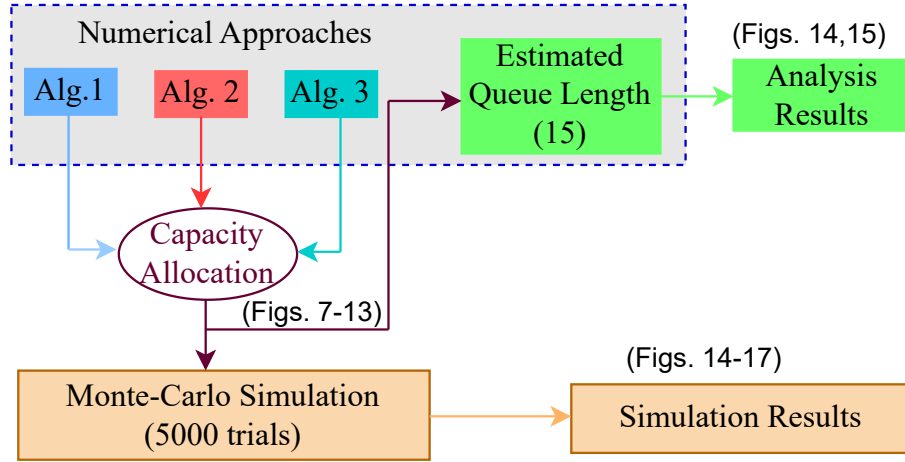 Numerical Approaches
Alg.1
Alg. 2
Alg. 3
Estimated
Queue Length
(15)
(Figs. 14,15)
Analysis
Results
Capacity
Allocation
(Figs. 7-13)
Monte-Carlo Simulation
(5000 trials)
(Figs. 14-17)
Simulation Results